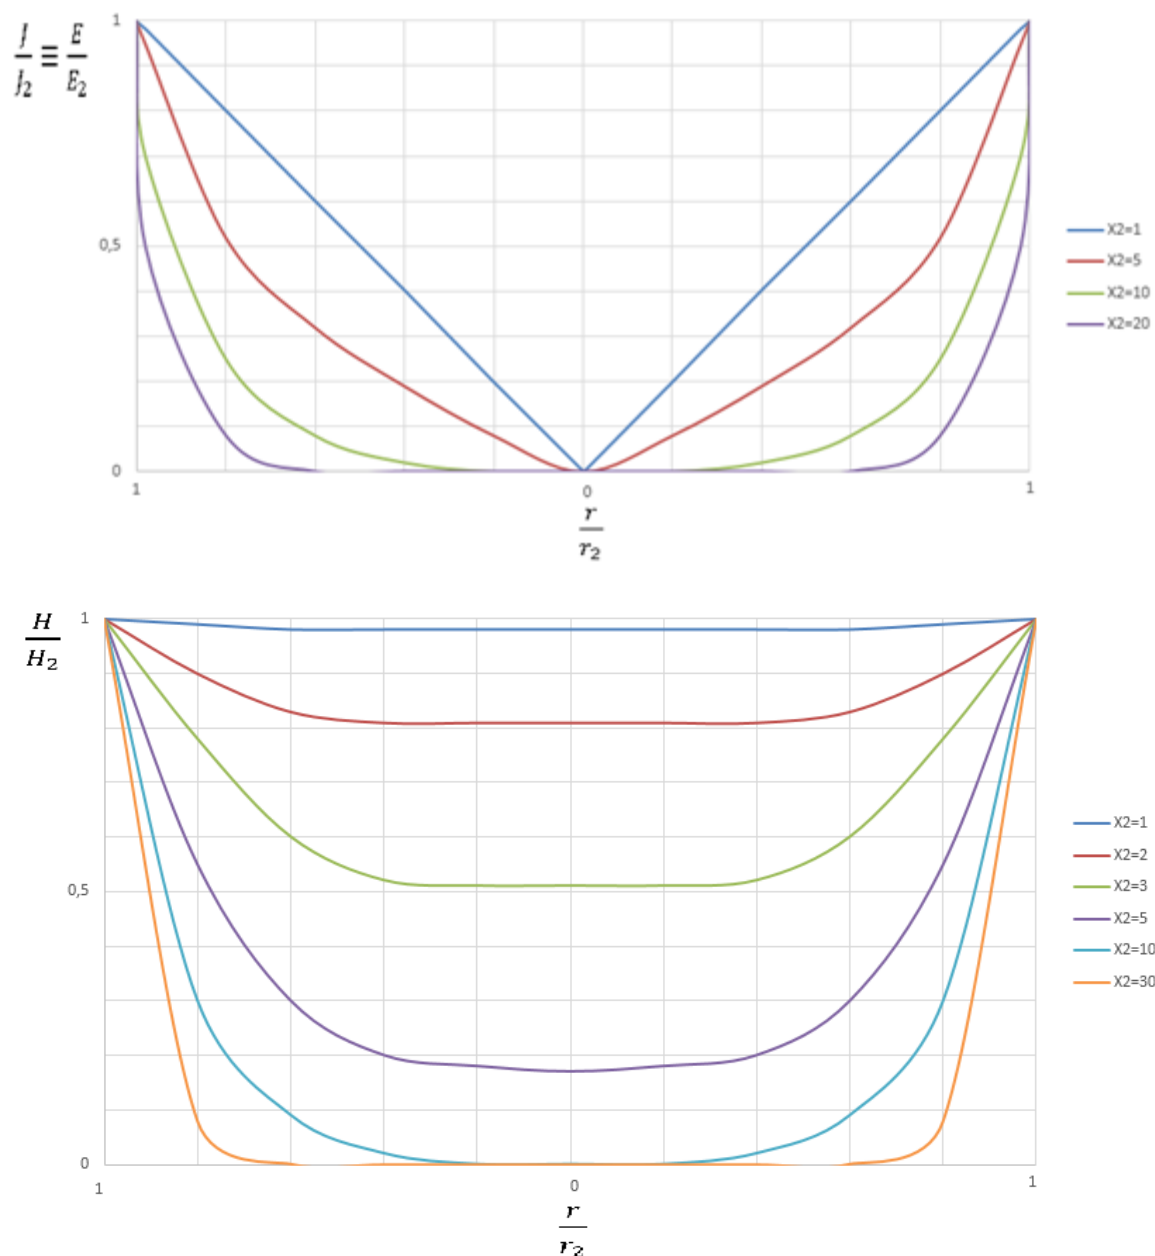 J/J₂ ≡ E/E₂
1
0,5
0
1 0 1
r/r₂
X2=1
X2=5
X2=10
X2=20
H/H₂
1
0,5
0
1 0 1
r/r₂
X2=1
X2=2
X2=3
X2=5
X2=10
X2=30